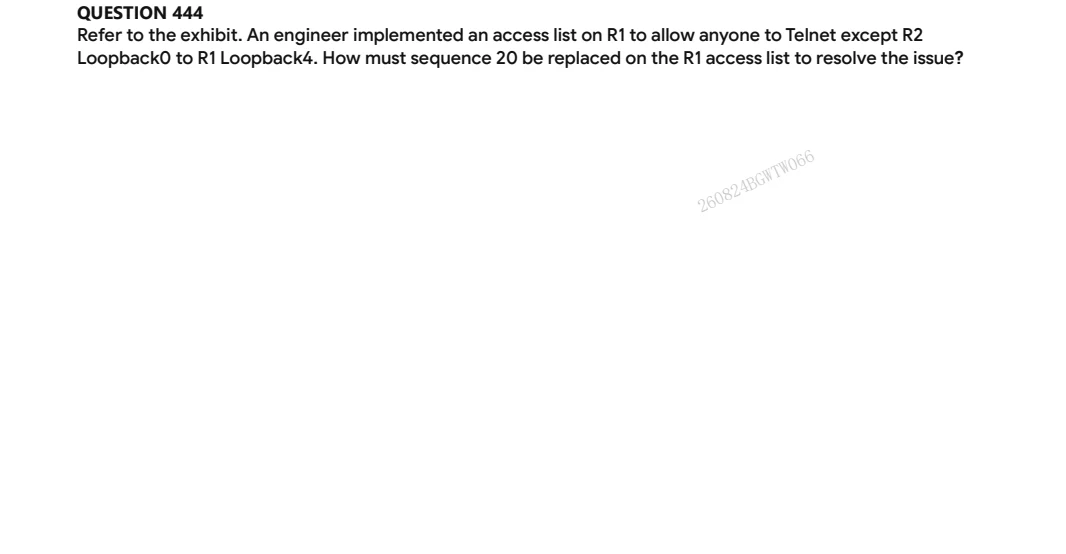 QUESTION 444
Refer to the exhibit. An engineer implemented an access list on R1 to allow anyone to Telnet except R2
Loopback0 to R1 Loopback4. How must sequence 20 be replaced on the R1 access list to resolve the issue?
260824BGWTW066